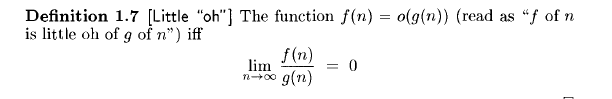 Definition 1.7 [Little "oh"] The function f(n) = o(g(n)) (read as "f of n
is little oh of g of n") iff
lim n→∞ f(n)/g(n) = 0